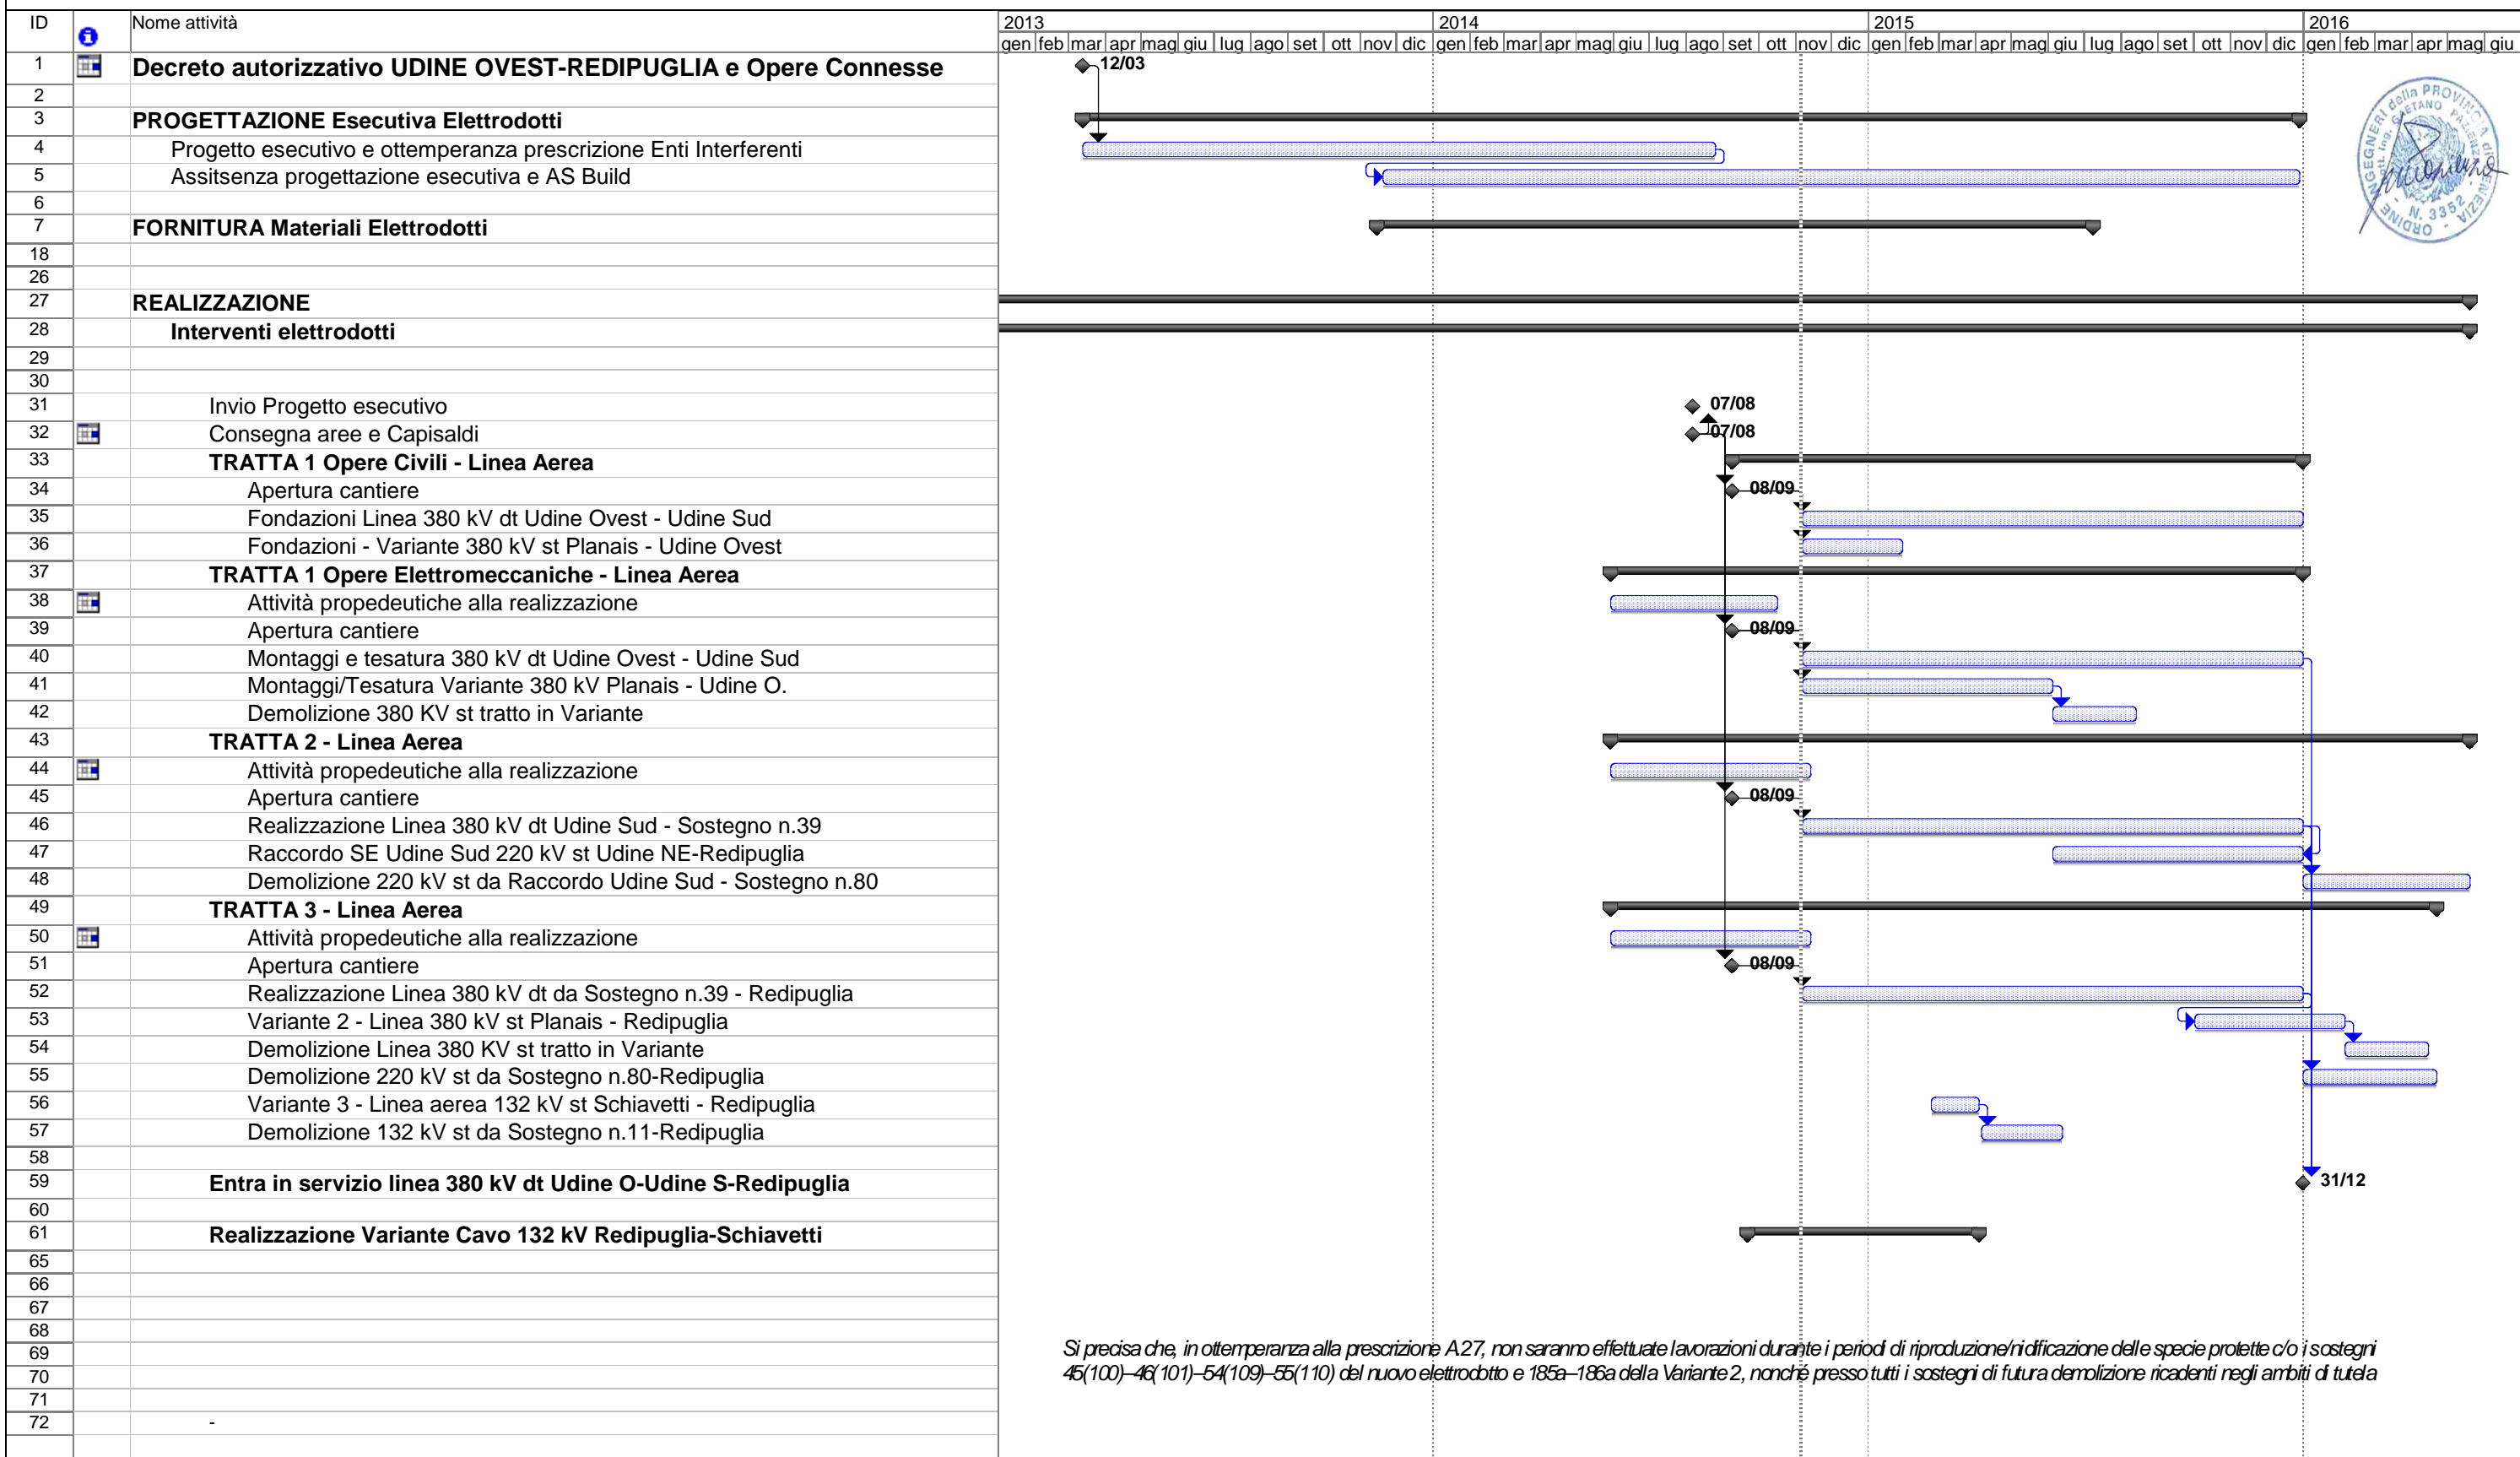 ID Nome attività 2013 2014 2015 2016
gen feb mar apr mag giu lug ago set ott nov dic gen feb mar apr mag giu lug ago set ott nov dic gen feb mar apr mag giu lug ago set ott nov dic gen feb mar apr mag giu
1 Decreto autorizzativo UDINE OVEST-REDIPUGLIA e Opere Connesse 12/03
2
3 PROGETTAZIONE Esecutiva Elettrodotti
4 Progetto esecutivo e ottemperanza prescrizione Enti Interferenti
5 Assitsenza progettazione esecutiva e AS Build
6
7 FORNITURA Materiali Elettrodotti
18
26
27 REALIZZAZIONE
28 Interventi elettrodotti
29
30
31 Invio Progetto esecutivo 07/08
32 Consegna aree e Capisaldi 07/08
33 TRATTA 1 Opere Civili - Linea Aerea
34 Apertura cantiere 08/09
35 Fondazioni Linea 380 kV dt Udine Ovest - Udine Sud
36 Fondazioni - Variante 380 kV st Planais - Udine Ovest
37 TRATTA 1 Opere Elettromeccaniche - Linea Aerea
38 Attività propedeutiche alla realizzazione
39 Apertura cantiere 08/09
40 Montaggi e tesatura 380 kV dt Udine Ovest - Udine Sud
41 Montaggi/Tesatura Variante 380 kV Planais - Udine O.
42 Demolizione 380 KV st tratto in Variante
43 TRATTA 2 - Linea Aerea
44 Attività propedeutiche alla realizzazione
45 Apertura cantiere 08/09
46 Realizzazione Linea 380 kV dt Udine Sud - Sostegno n.39
47 Raccordo SE Udine Sud 220 kV st Udine NE-Redipuglia
48 Demolizione 220 kV st da Raccordo Udine Sud - Sostegno n.80
49 TRATTA 3 - Linea Aerea
50 Attività propedeutiche alla realizzazione
51 Apertura cantiere 08/09
52 Realizzazione Linea 380 kV dt da Sostegno n.39 - Redipuglia
53 Variante 2 - Linea 380 kV st Planais - Redipuglia
54 Demolizione Linea 380 KV st tratto in Variante
55 Demolizione 220 kV st da Sostegno n.80-Redipuglia
56 Variante 3 - Linea aerea 132 kV st Schiavetti - Redipuglia
57 Demolizione 132 kV st da Sostegno n.11-Redipuglia
58
59 Entra in servizio linea 380 kV dt Udine O-Udine S-Redipuglia 31/12
60
61 Realizzazione Variante Cavo 132 kV Redipuglia-Schiavetti
65
66
67
68
69
70
71
72 -
Si precisa che, in ottemperanza alla prescrizione A.27, non saranno effettuate lavorazioni durante i periodi di riproduzione/nidificazione delle specie protette c/o i sostegni
45(100)–46(101)–54(109)–55(110) del nuovo elettrodotto e 185a–186a della Variante 2, nonché presso tutti i sostegni di futura demolizione ricadenti negli ambiti di tutela
ORDINE INGEGNERI della PROVINCIA di VENEZIA
N. 3352